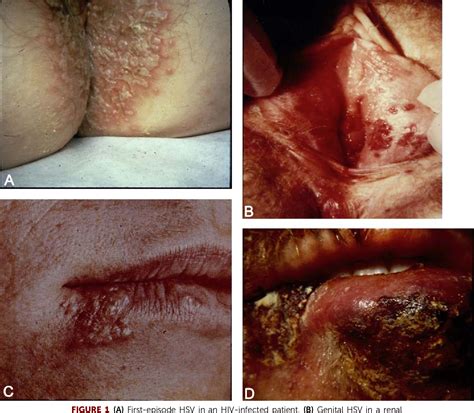 A
B
C
D
FIGURE 1 (A) First-episode HSV in an HIV-infected patient. (B) Genital HSV in a renal